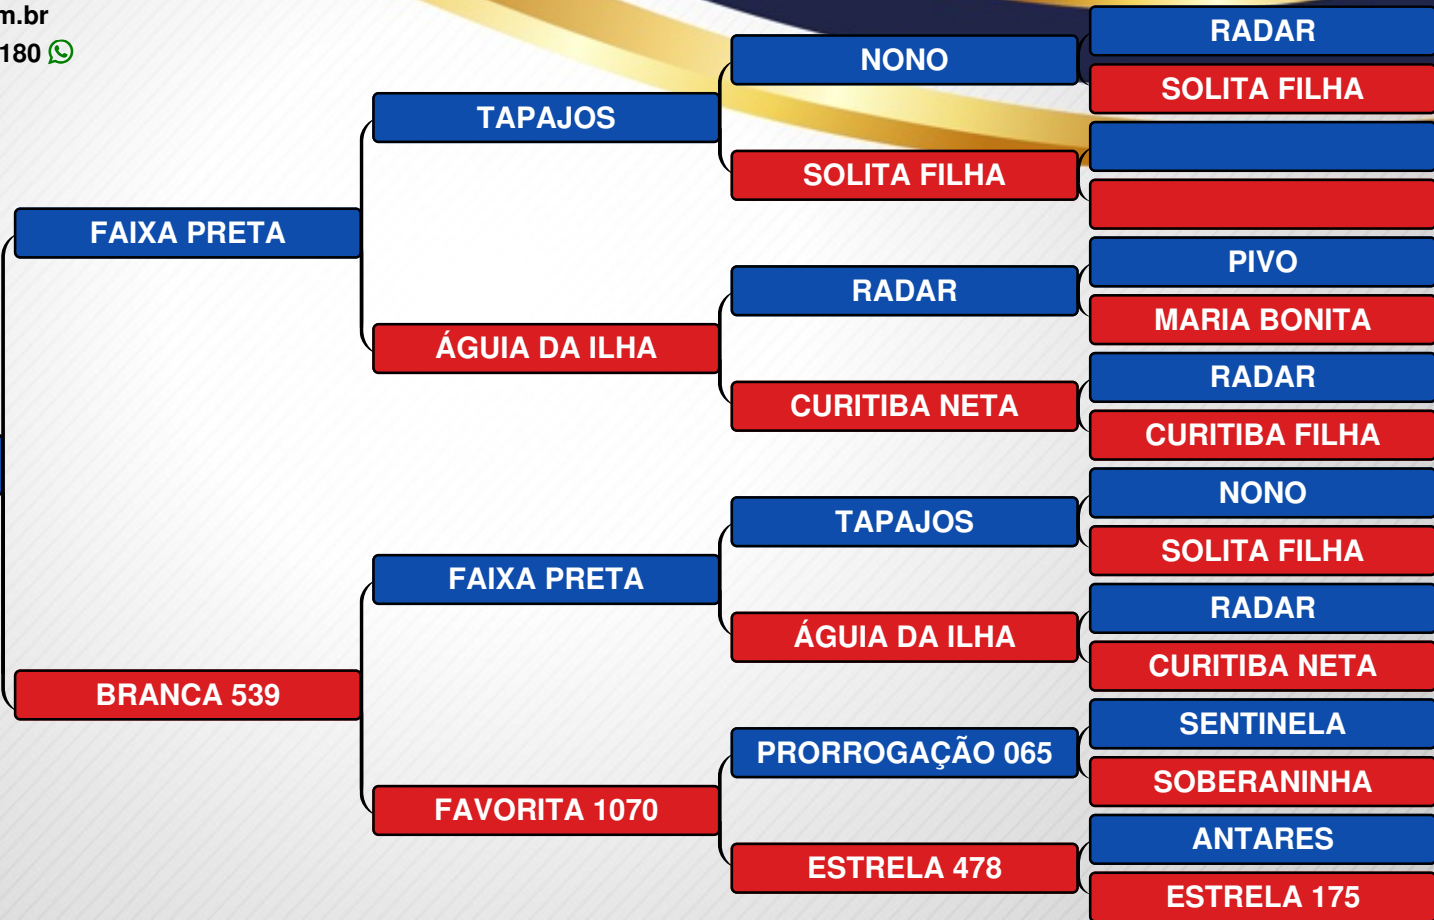 m.br
180
FAIXA PRETA
BRANCA 539
TAPAJOS
ÁGUIA DA ILHA
FAIXA PRETA
FAVORITA 1070
NONO
SOLITA FILHA
RADAR
CURITIBA NETA
TAPAJOS
ÁGUIA DA ILHA
PRORROGAÇÃO 065
ESTRELA 478
RADAR
SOLITA FILHA
PIVO
MARIA BONITA
RADAR
CURITIBA FILHA
NONO
SOLITA FILHA
RADAR
CURITIBA NETA
SENTINELA
SOBERANINHA
ANTARES
ESTRELA 175